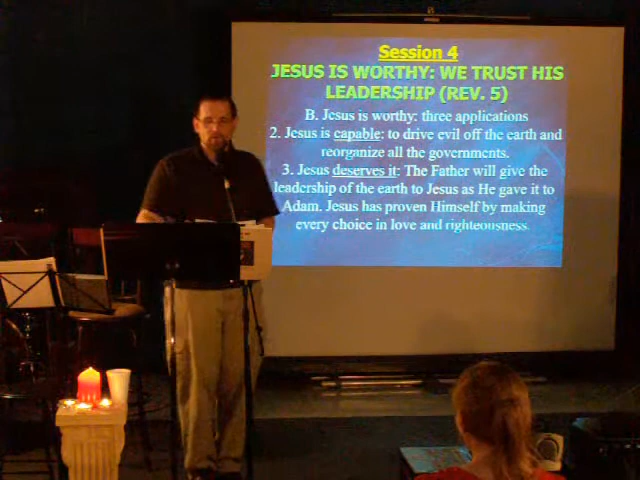 Session 4
JESUS IS WORTHY: WE TRUST HIS
LEADERSHIP (REV. 5)
B. Jesus is worthy: three applications
2. Jesus is capable: to drive evil off the earth and
reorganize all the governments.
3. Jesus deserves it: The Father will give the
leadership of the earth to Jesus as He gave it to
Adam. Jesus has proven Himself by making
every choice in love and righteousness.